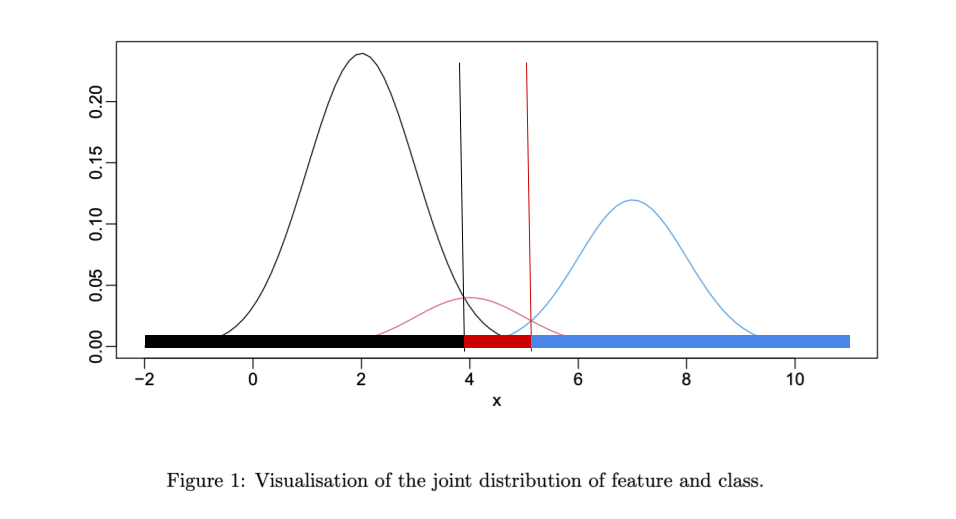 0.20
0.15
0.10
0.05
0.00
−2 0 2 4 6 8 10
x
Figure 1: Visualisation of the joint distribution of feature and class.